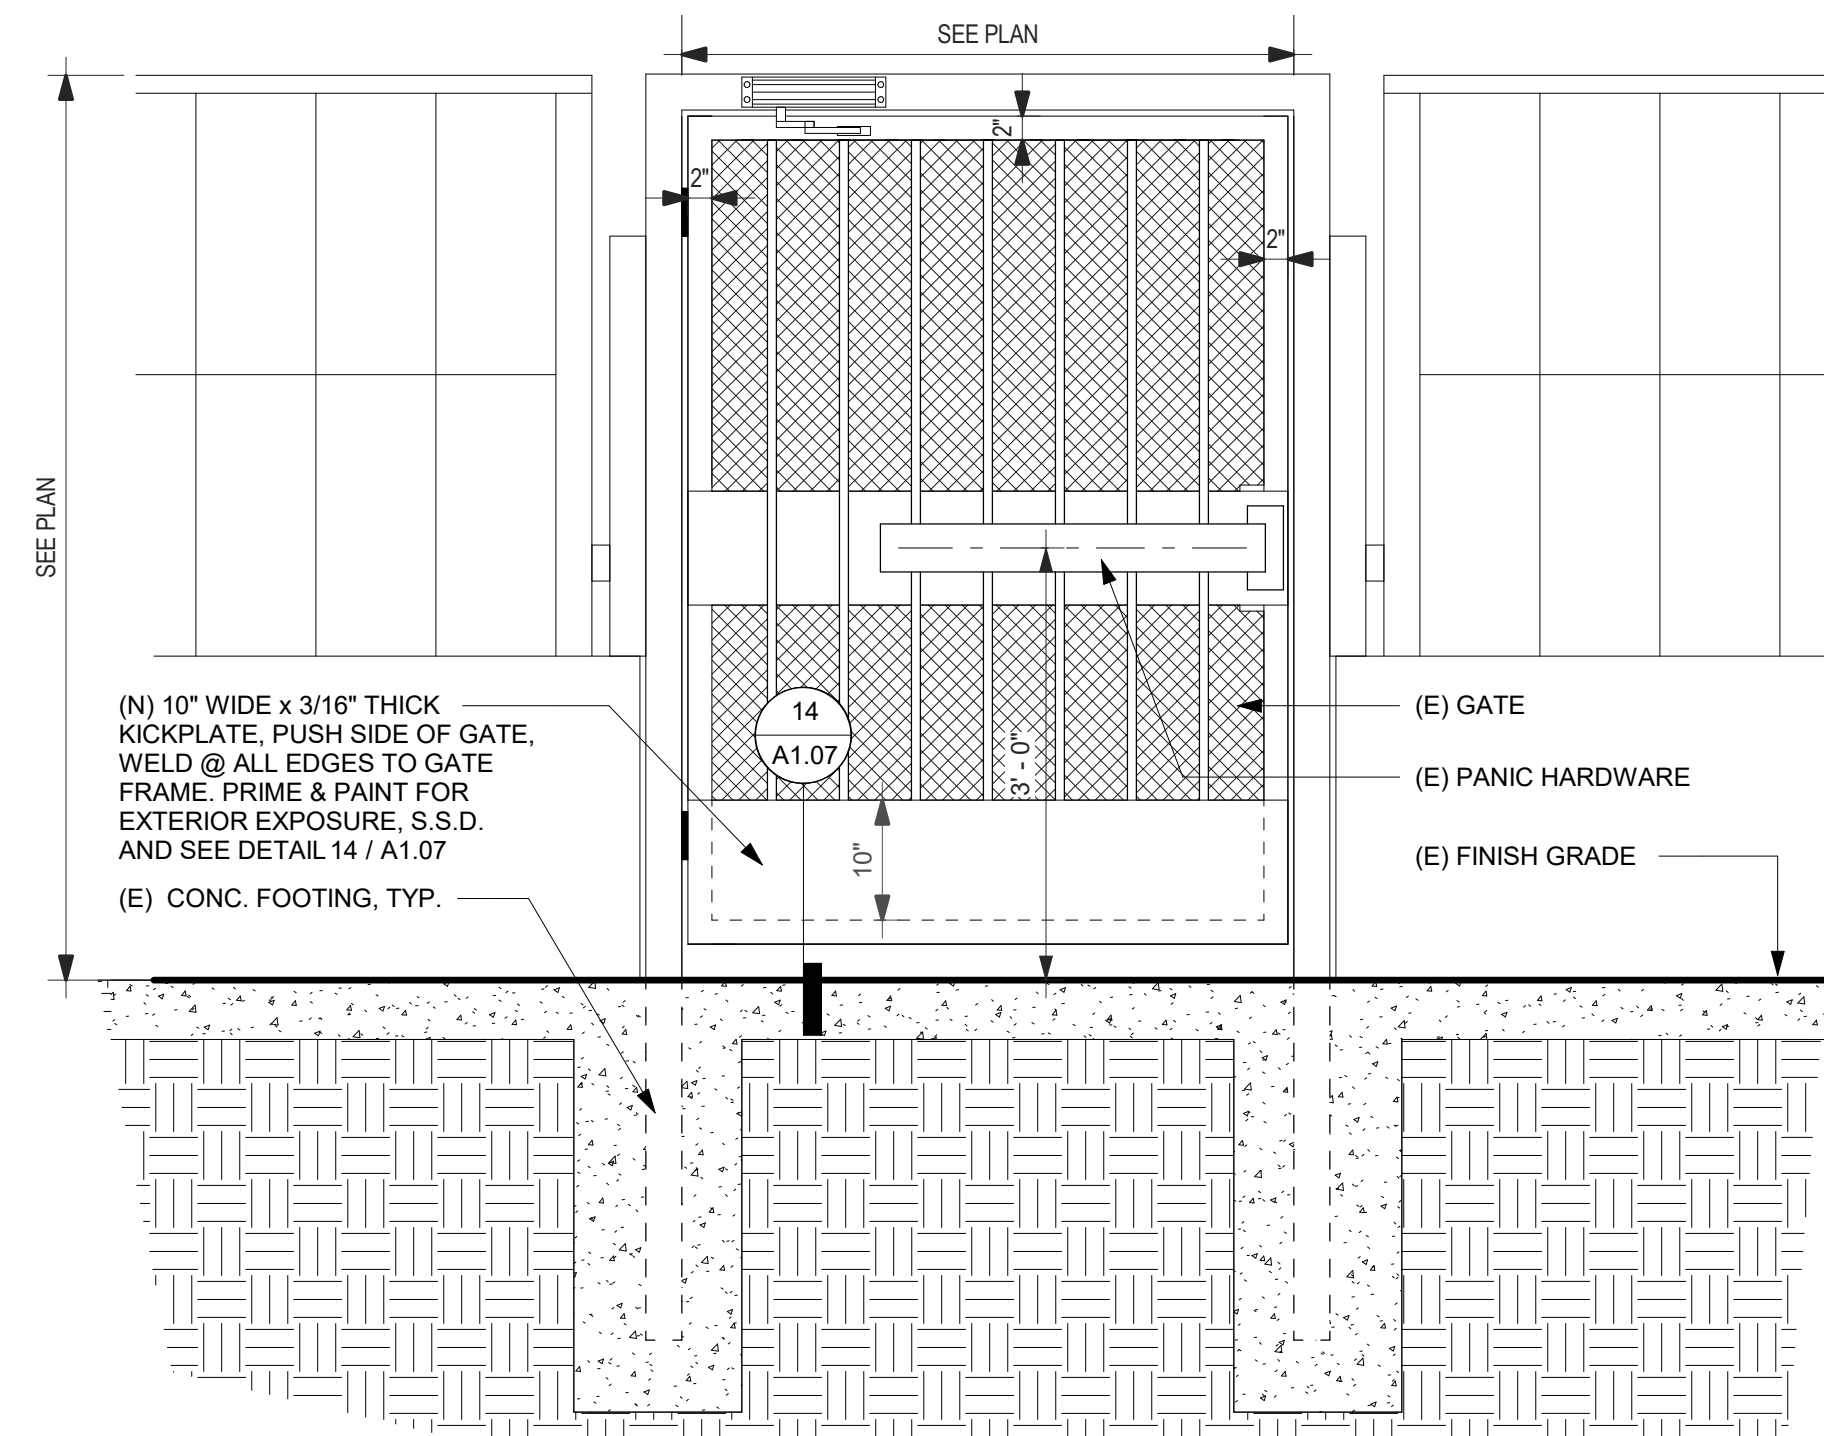 SEE PLAN
2"
2"
2"
SEE PLAN
(N) 10" WIDE x 3/16" THICK
KICKPLATE, PUSH SIDE OF GATE,
WELD @ ALL EDGES TO GATE
FRAME. PRIME & PAINT FOR
EXTERIOR EXPOSURE, S.S.D.
AND SEE DETAIL 14 / A1.07
(E) CONC. FOOTING, TYP.
14
A1.07
3' - 0"
10"
(E) GATE
(E) PANIC HARDWARE
(E) FINISH GRADE